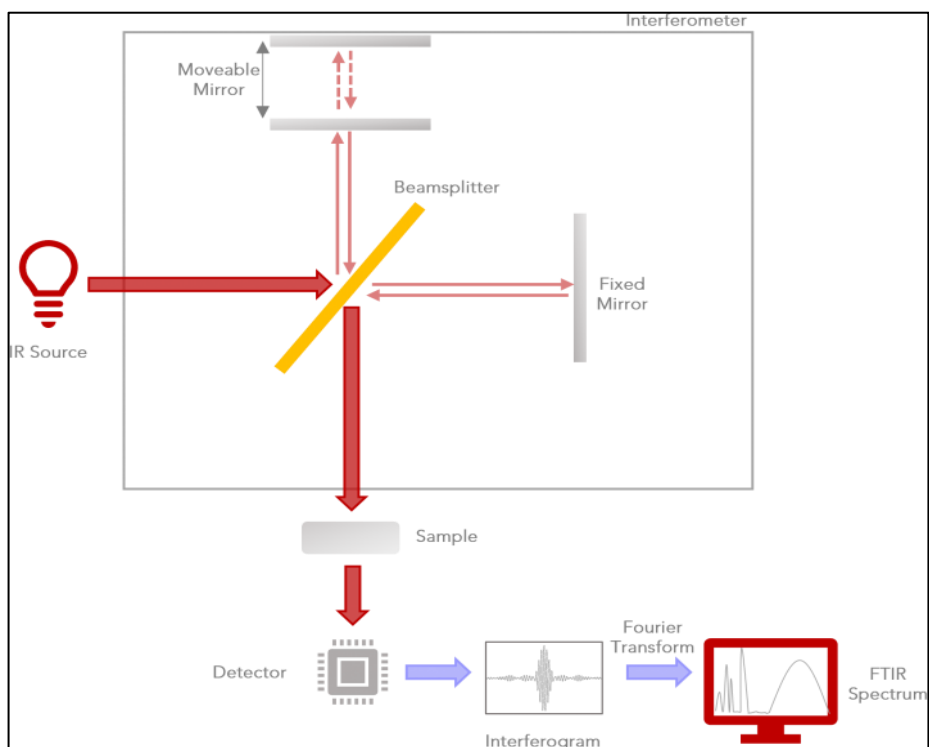 Interferometer
Moveable
Mirror
Beamsplitter
Fixed
Mirror
IR Source
Sample
Fourier
Transform
Detector
FTIR
Spectrum
Interferogram